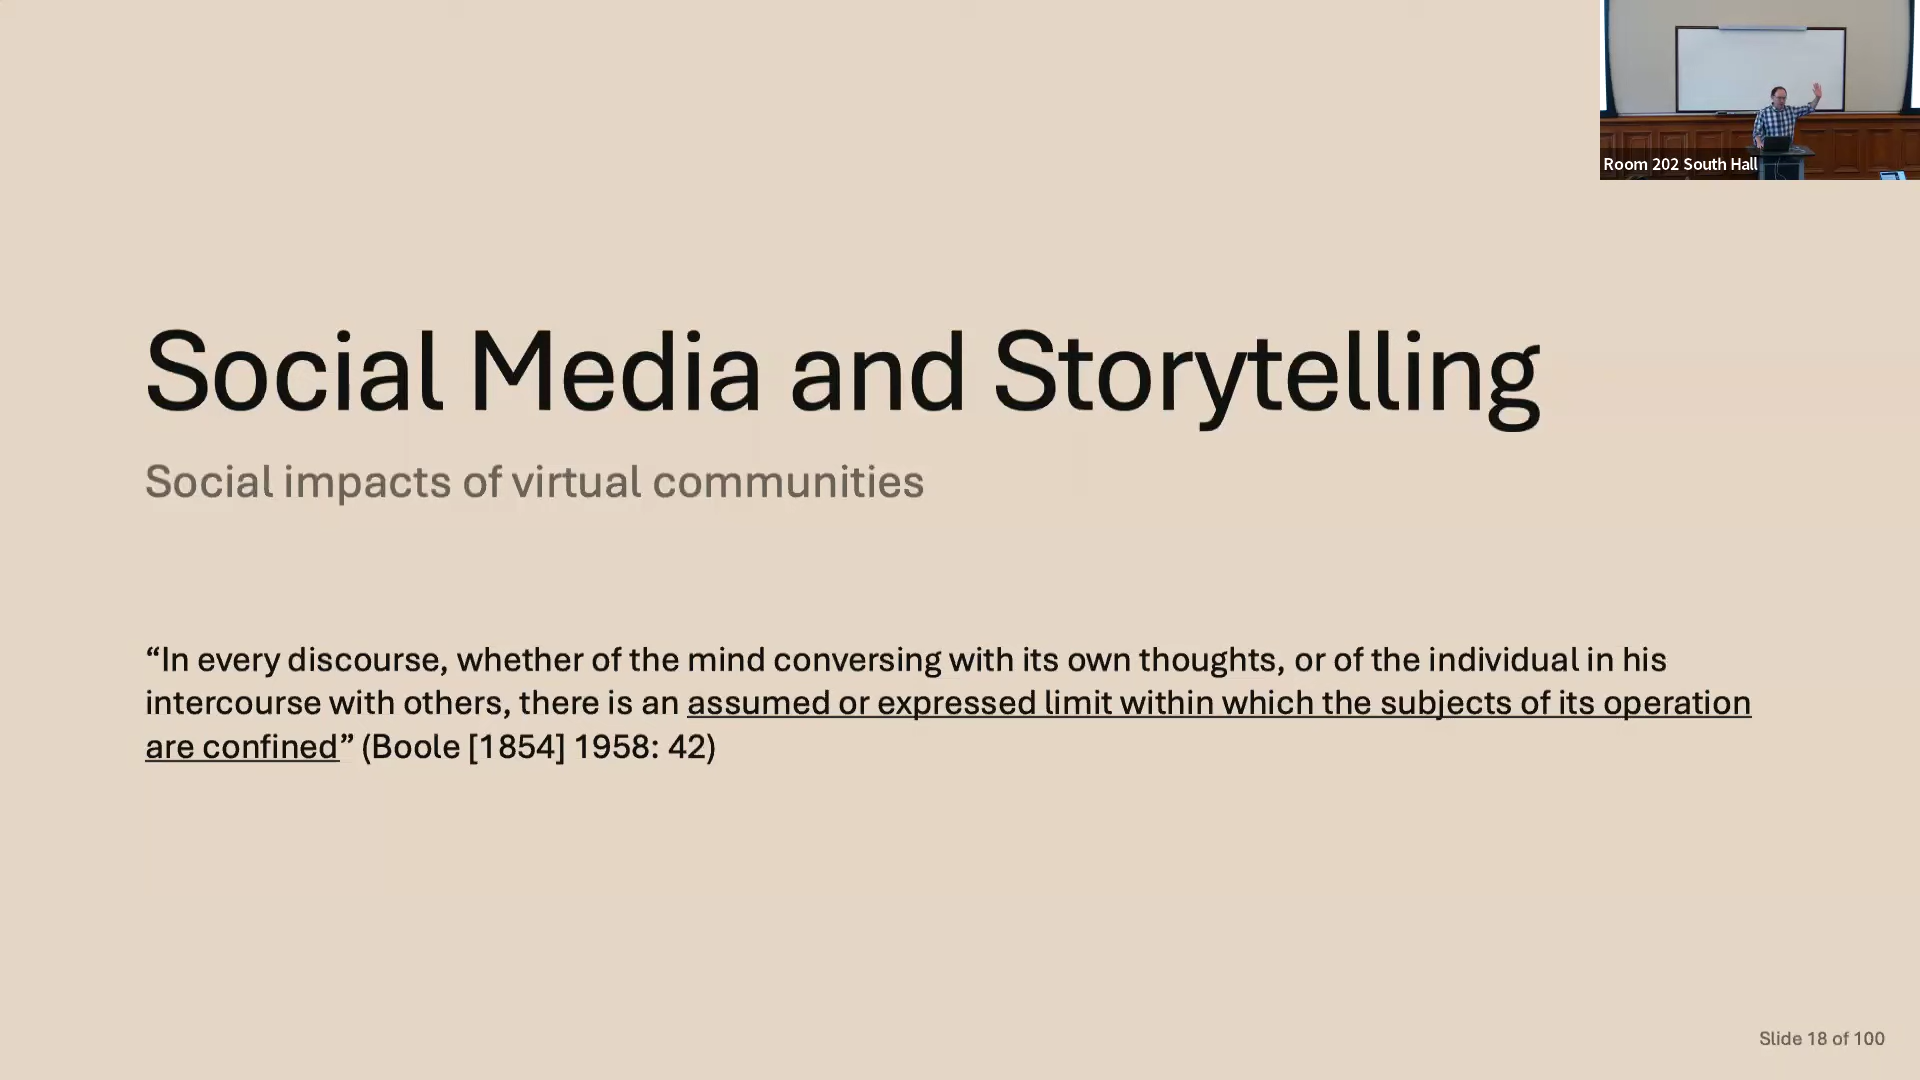 Room 202 South Hall
Social Media and Storytelling
Social impacts of virtual communities
“In every discourse, whether of the mind conversing with its own thoughts, or of the individual in his
intercourse with others, there is an assumed or expressed limit within which the subjects of its operation
are confined” (Boole [1854] 1958: 42)
Slide 18 of 100